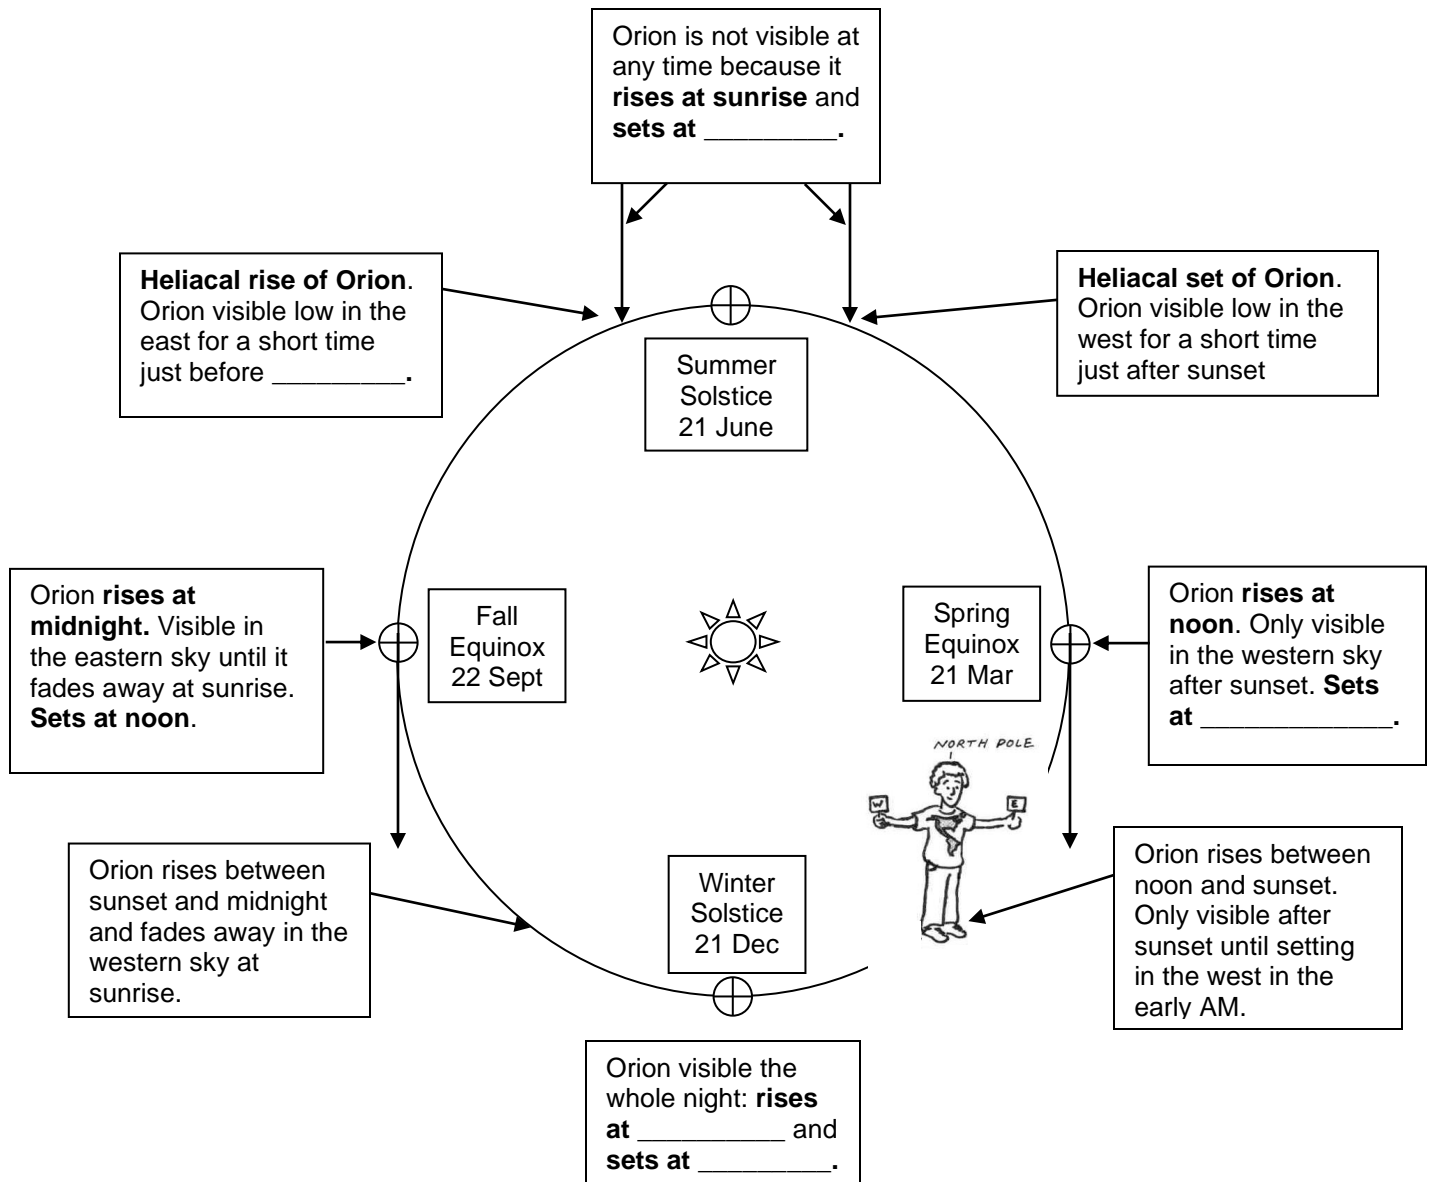 Orion is not visible at
any time because it
rises at sunrise and
sets at _________.
Heliacal rise of Orion.
Orion visible low in the
east for a short time
just before _________.
Heliacal set of Orion.
Orion visible low in the
west for a short time
just after sunset
Summer
Solstice
21 June
Orion rises at
midnight. Visible in
the eastern sky until it
fades away at sunrise.
Sets at noon.
Fall
Equinox
22 Sept
Spring
Equinox
21 Mar
Orion rises at
noon. Only visible
in the western sky
after sunset. Sets
at _____________.
NORTH POLE
W
E
Orion rises between
sunset and midnight
and fades away in the
western sky at
sunrise.
Winter
Solstice
21 Dec
Orion rises between
noon and sunset.
Only visible after
sunset until setting
in the west in the
early AM.
Orion visible the
whole night: rises
at ____________ and
sets at _________.